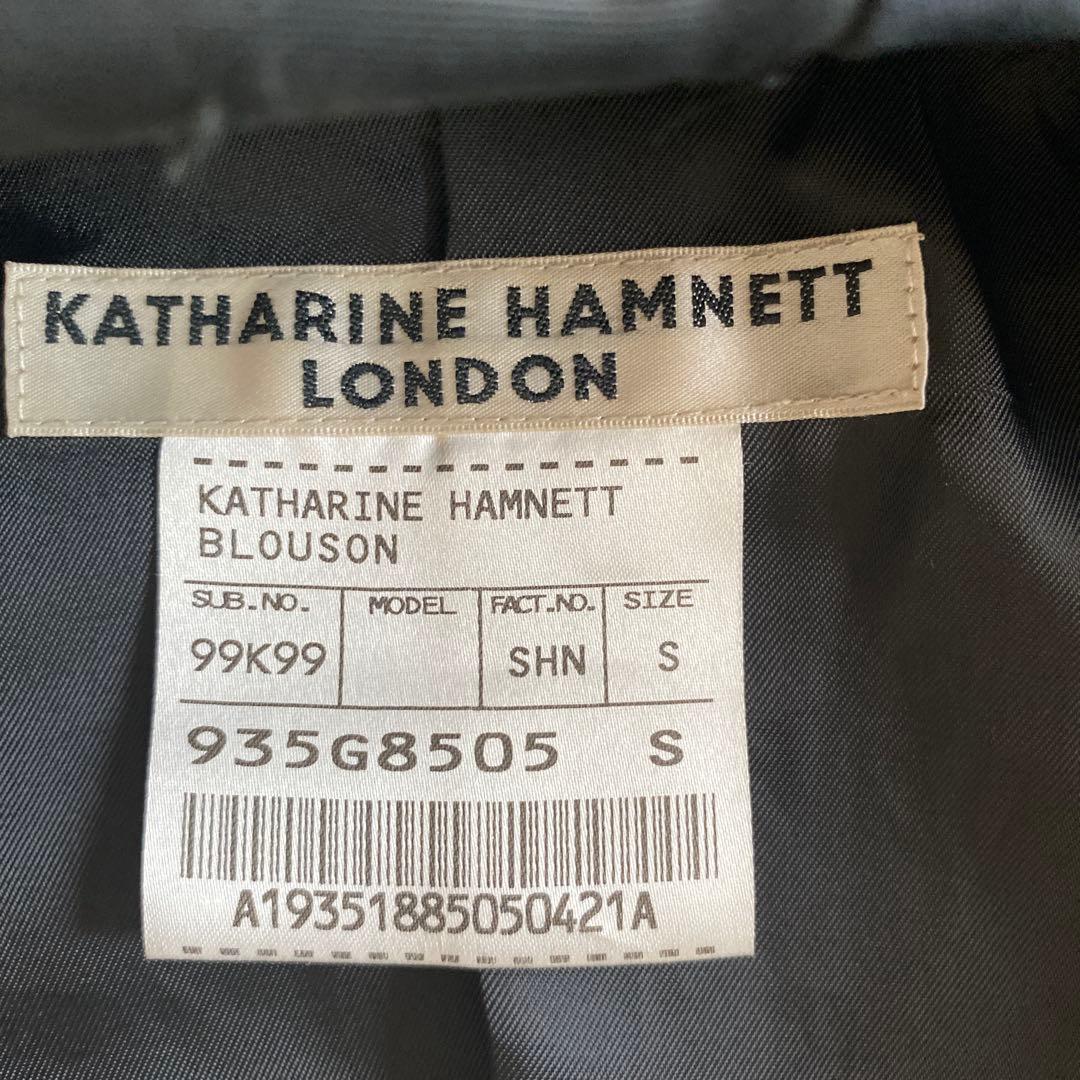 KATHARINE HAMNETT
LONDON
KATHARINE HAMNETT
BLOUSON
SUB.NO. MODEL FACT.NO. SIZE
99K99 SHN S
935G8505 S
A19351885050421A